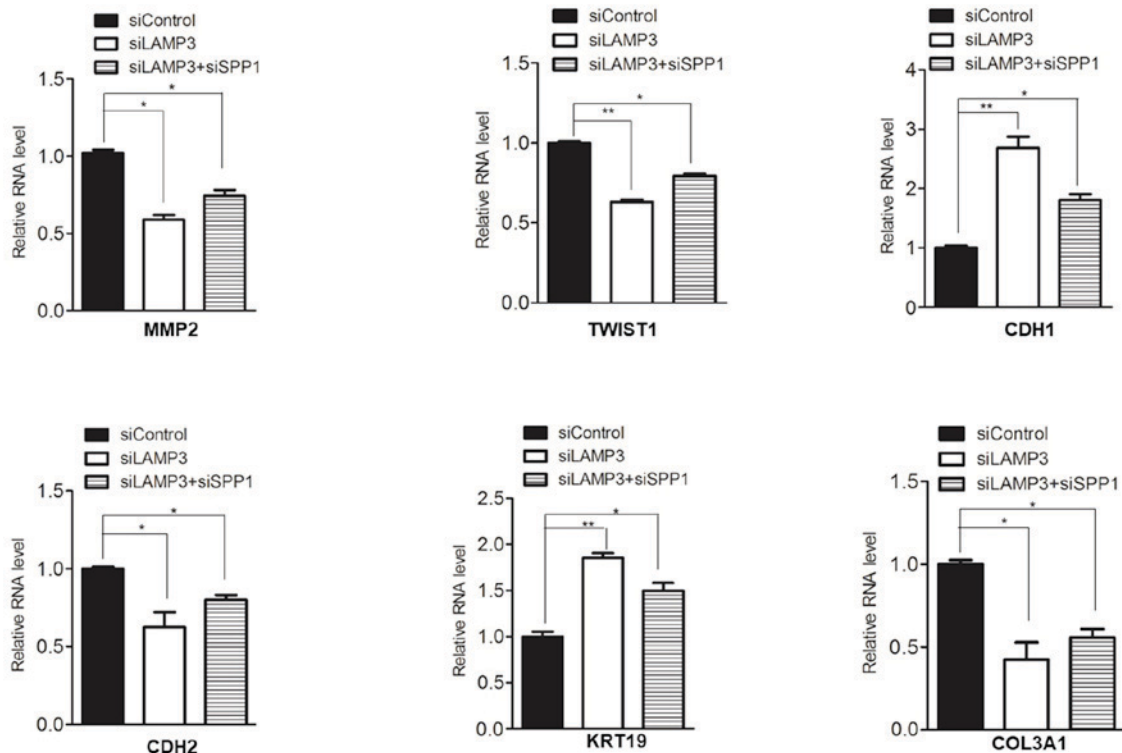 siControl
siLAMP3
siLAMP3+siSPP1
1.5
*
*
1.0
0.5
0.0
Relative RNA level
MMP2
siControl
siLAMP3
siLAMP3+siSPP1
1.5
*
**
1.0
0.5
0.0
Relative RNA level
TWIST1
siControl
siLAMP3
siLAMP3+siSPP1
4
*
**
3
2
1
0
Relative RNA level
CDH1
siControl
siLAMP3
siLAMP3+siSPP1
1.5
*
*
1.0
0.5
0.0
Relative RNA level
CDH2
siControl
siLAMP3
siLAMP3+siSPP1
2.5
*
**
2.0
1.5
1.0
0.5
0.0
Relative RNA level
KRT19
siControl
siLAMP3
siLAMP3+siSPP1
1.5
*
*
1.0
0.5
0.0
Relative RNA level
COL3A1